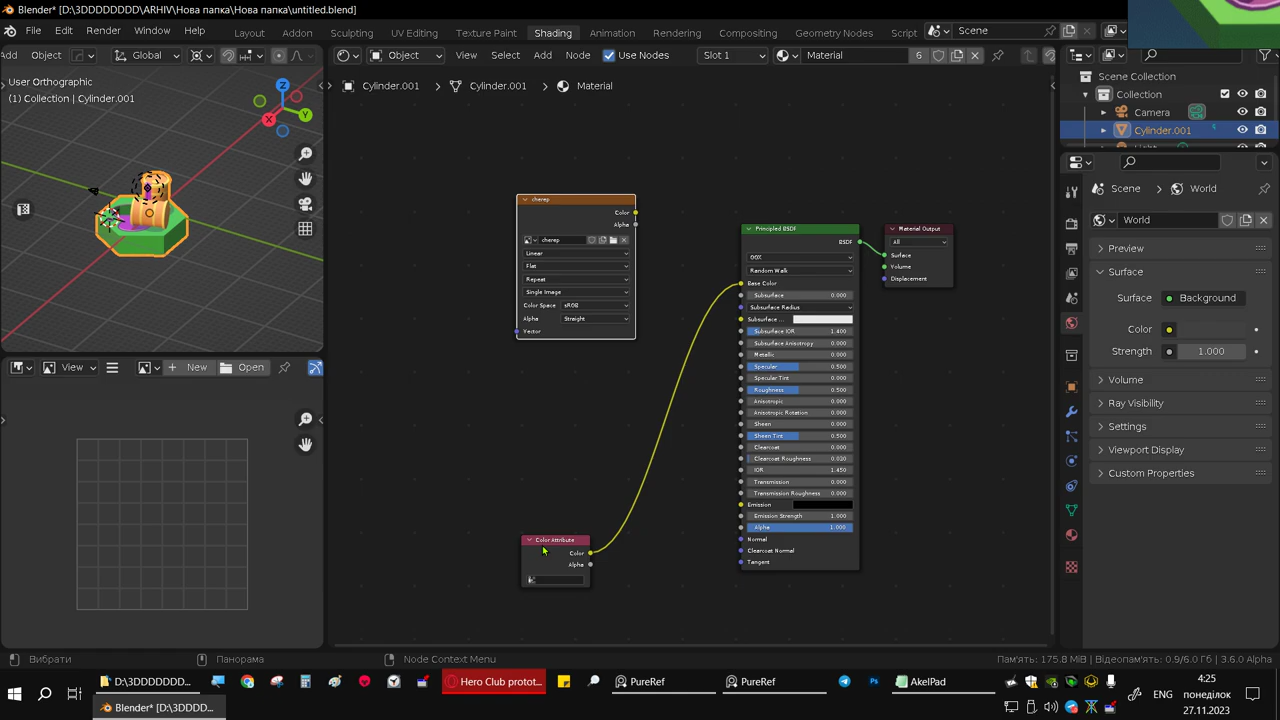 Blender* [D:\3DDDDDDD\ARHIV\Нова папка\Нова папка\untitled.blend]
File Edit Render Window Help
Layout Modeling Sculpting UV Editing Texture Paint Shading Animation Rendering Compositing Geometry Nodes
Scene
Add Object Global
Object View Select Add Node Use Nodes Slot 1 Material 6
User Orthographic
(1) Collection | Cylinder.001
Cylinder.001 Cylinder.001 Material
Scene Collection
Collection
Camera
Cylinder.001
Scene World
World
Preview
Surface
Surface Background
Color
Strength 1.000
Volume
Ray Visibility
Settings
Viewport Display
Custom Properties
cherep
Color
Alpha
cherep
Linear
Flat
Repeat
Single Image
Color Space sRGB
Alpha Straight
Vector
Principled BSDF
BSDF
GGX
Random Walk
Base Color
Subsurface 0.000
Subsurface Radius
Subsurface ...
Subsurface IOR 1.400
Subsurface Anisotropy 0.000
Metallic 0.000
Specular 0.500
Specular Tint 0.000
Roughness 0.500
Anisotropic 0.000
Anisotropic Rotation 0.000
Sheen 0.000
Sheen Tint 0.500
Clearcoat 0.000
Clearcoat Roughness 0.030
IOR 1.450
Transmission 0.000
Transmission Roughness 0.000
Emission
Emission Strength 1.000
Alpha 1.000
Normal
Clearcoat Normal
Tangent
Material Output
All
Surface
Volume
Displacement
Color Attribute
Color
Alpha
View New Open
Вибрати Панорама Node Context Menu Пам'ять: 175.8 MiB | Відеопам'ять: 0.9/6.0 Гiб | 3.6.0 Alpha
D:\3DDDDDDD... Hero Club protot... PureRef PureRef AkelPad
4:25
ENG понеділок
27.11.2023
Blender* [D:\3DDDD...